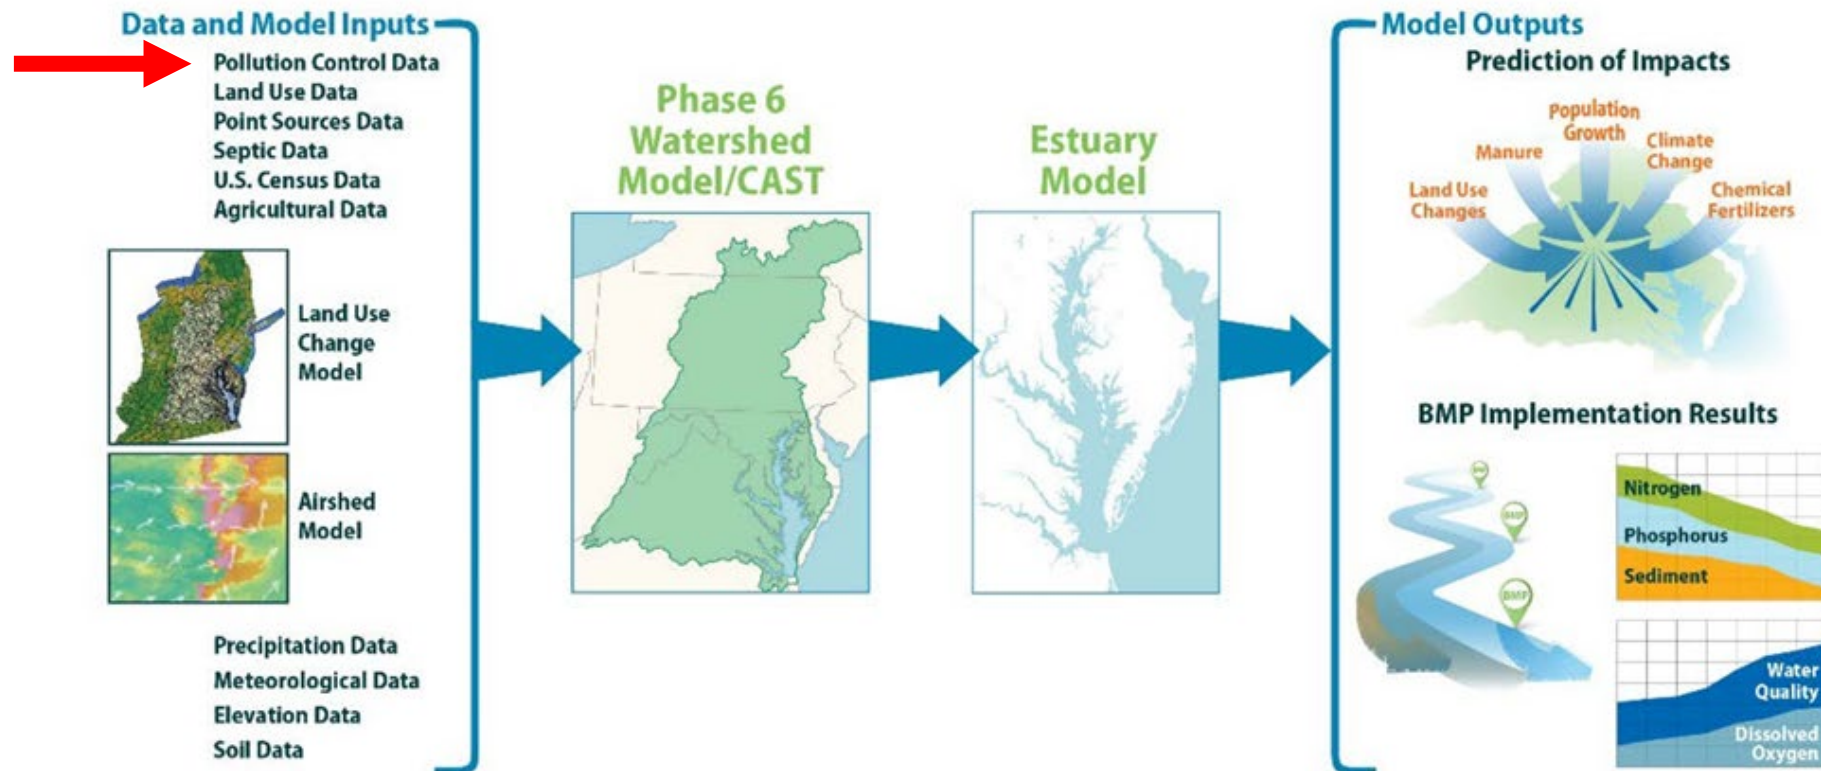 Data and Model Inputs
Pollution Control Data
Land Use Data
Point Sources Data
Septic Data
U.S. Census Data
Agricultural Data
Land Use
Change
Model
Airshed
Model
Precipitation Data
Meteorological Data
Elevation Data
Soil Data
Phase 6
Watershed
Model/CAST
Estuary
Model
Model Outputs
Prediction of Impacts
Land Use
Changes
Manure
Population
Growth
Climate
Change
Chemical
Fertilizers
BMP Implementation Results
BMP
BMP
BMP
Nitrogen
Phosphorus
Sediment
Water
Quality
Dissolved
Oxygen